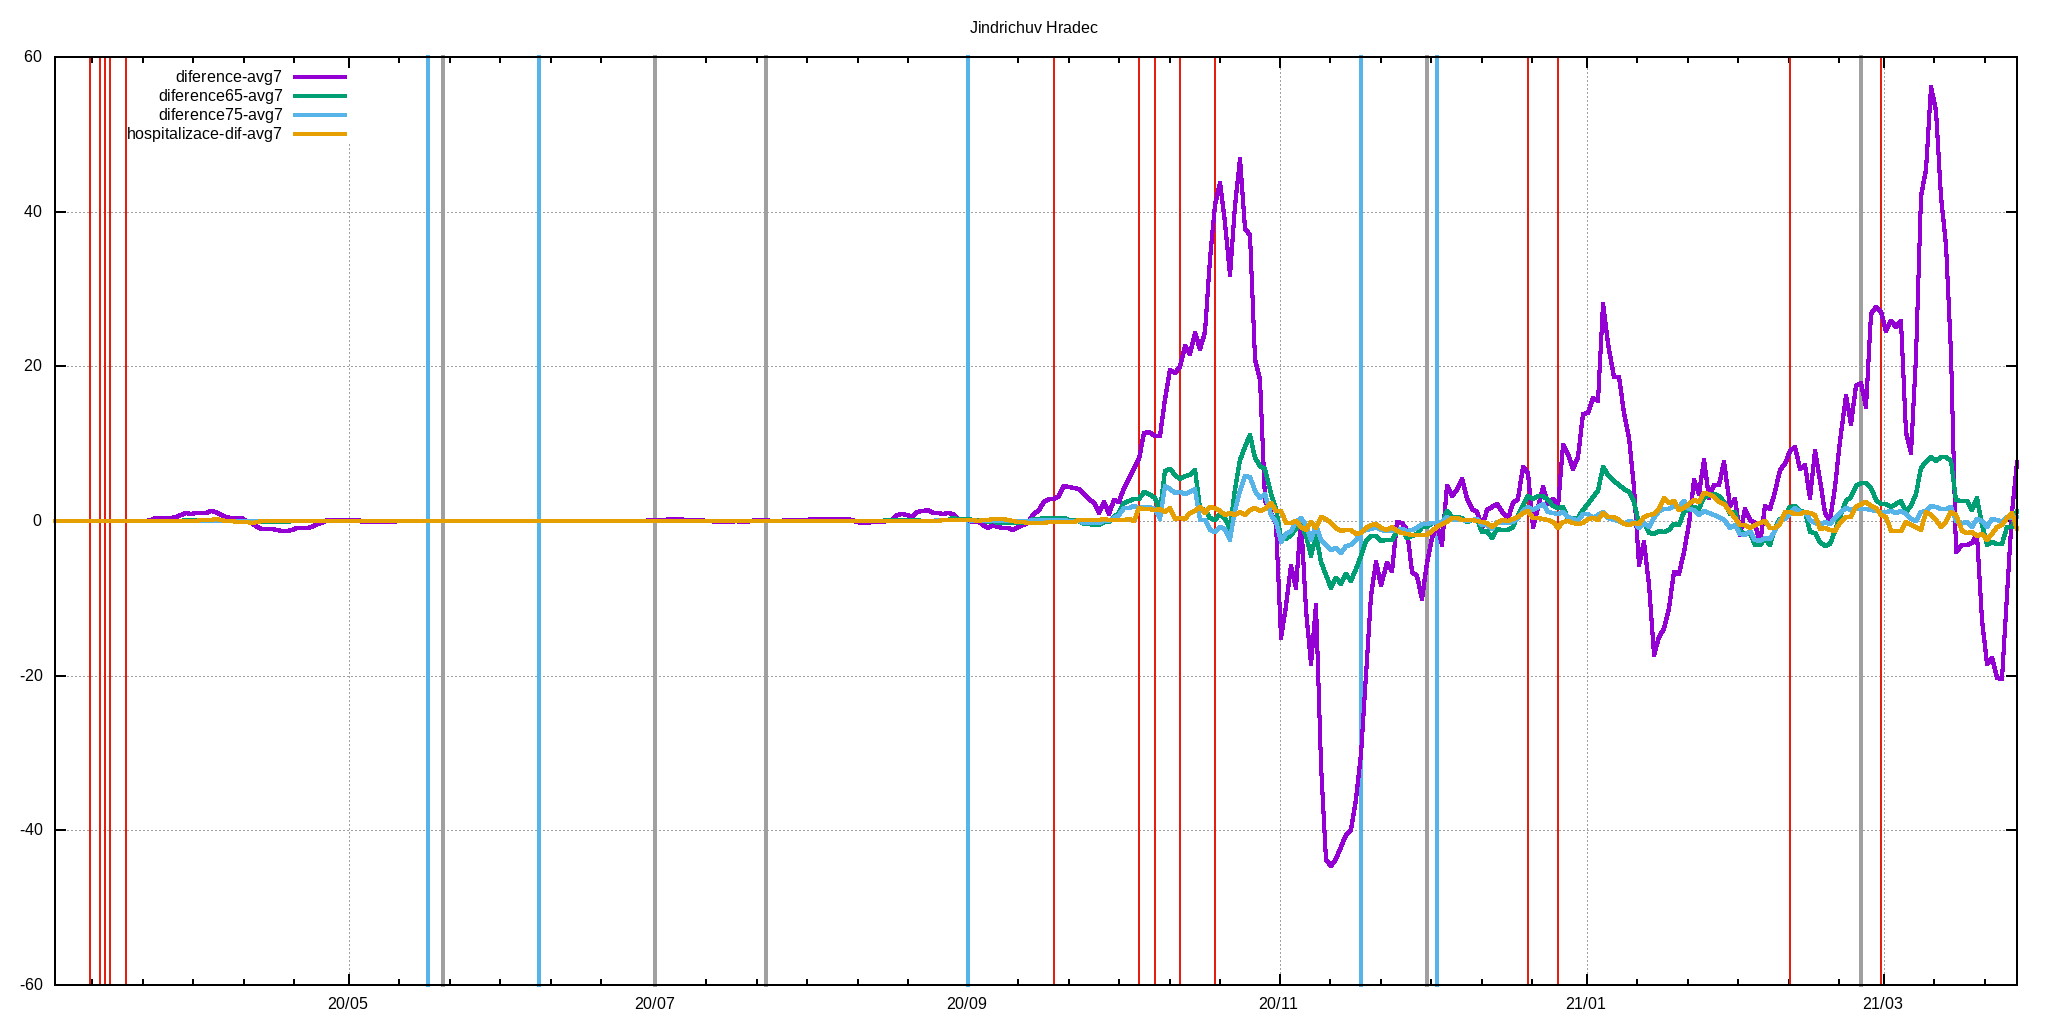 Jindrichuv Hradec
60
40
20
0
-20
-40
-60
diference-avg7
diference65-avg7
diference75-avg7
hospitalizace-dif-avg7
20/05
20/07
20/09
20/11
21/01
21/03